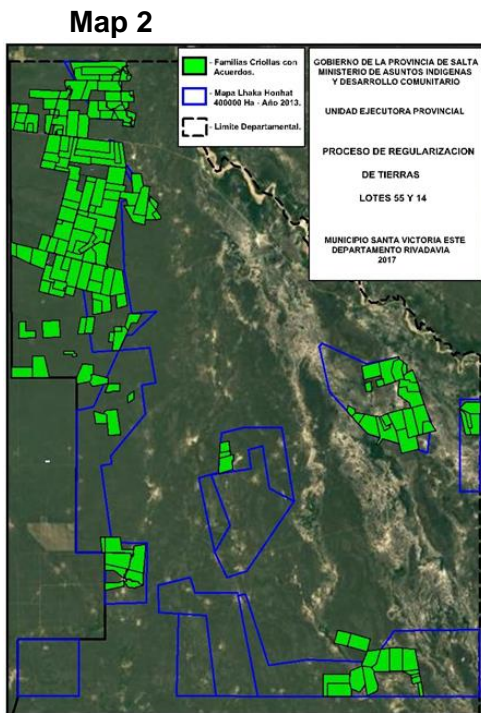 Map 2
- Familias Criollas con
Acuerdos.
- Mapa Lhaka Honhat
400000 Ha - Año 2013.
- Limite Departamental.
GOBIERNO DE LA PROVINCIA DE SALTA
MINISTERIO DE ASUNTOS INDIGENAS
Y DESARROLLO COMUNITARIO
UNIDAD EJECUTORA PROVINCIAL
PROCESO DE REGULARIZACION
DE TIERRAS
LOTES 55 Y 14
MUNICIPIO SANTA VICTORIA ESTE
DEPARTAMENTO RIVADAVIA
2017